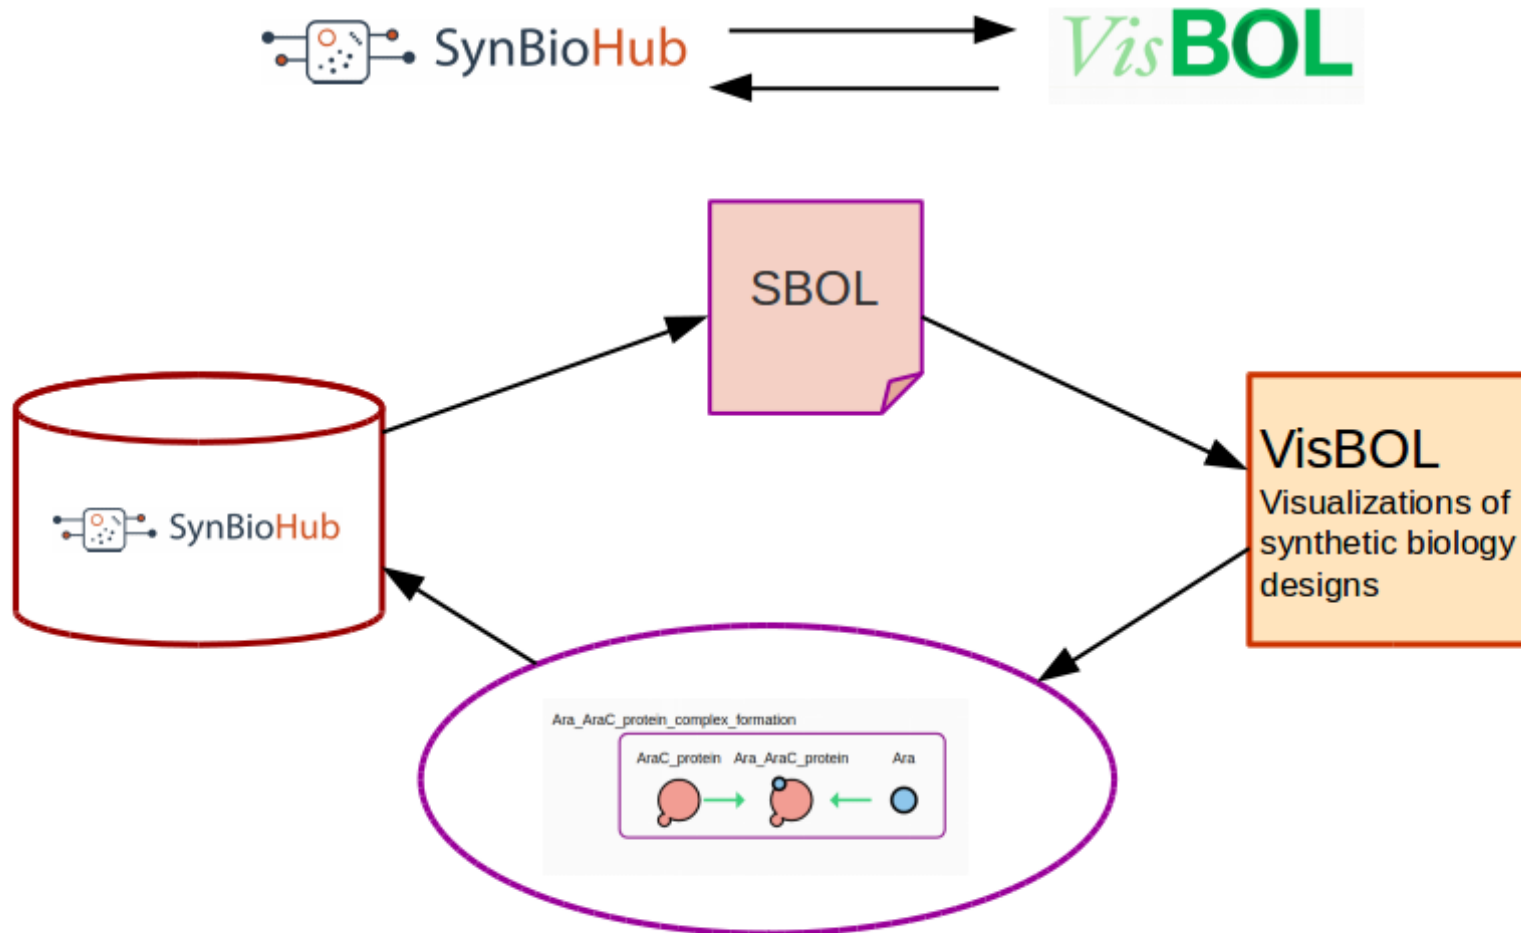 SynBioHub
VisBOL
SBOL
SynBioHub
VisBOL
Visualizations of
synthetic biology
designs
Ara_AraC_protein_complex_formation
AraC_protein Ara_AraC_protein Ara